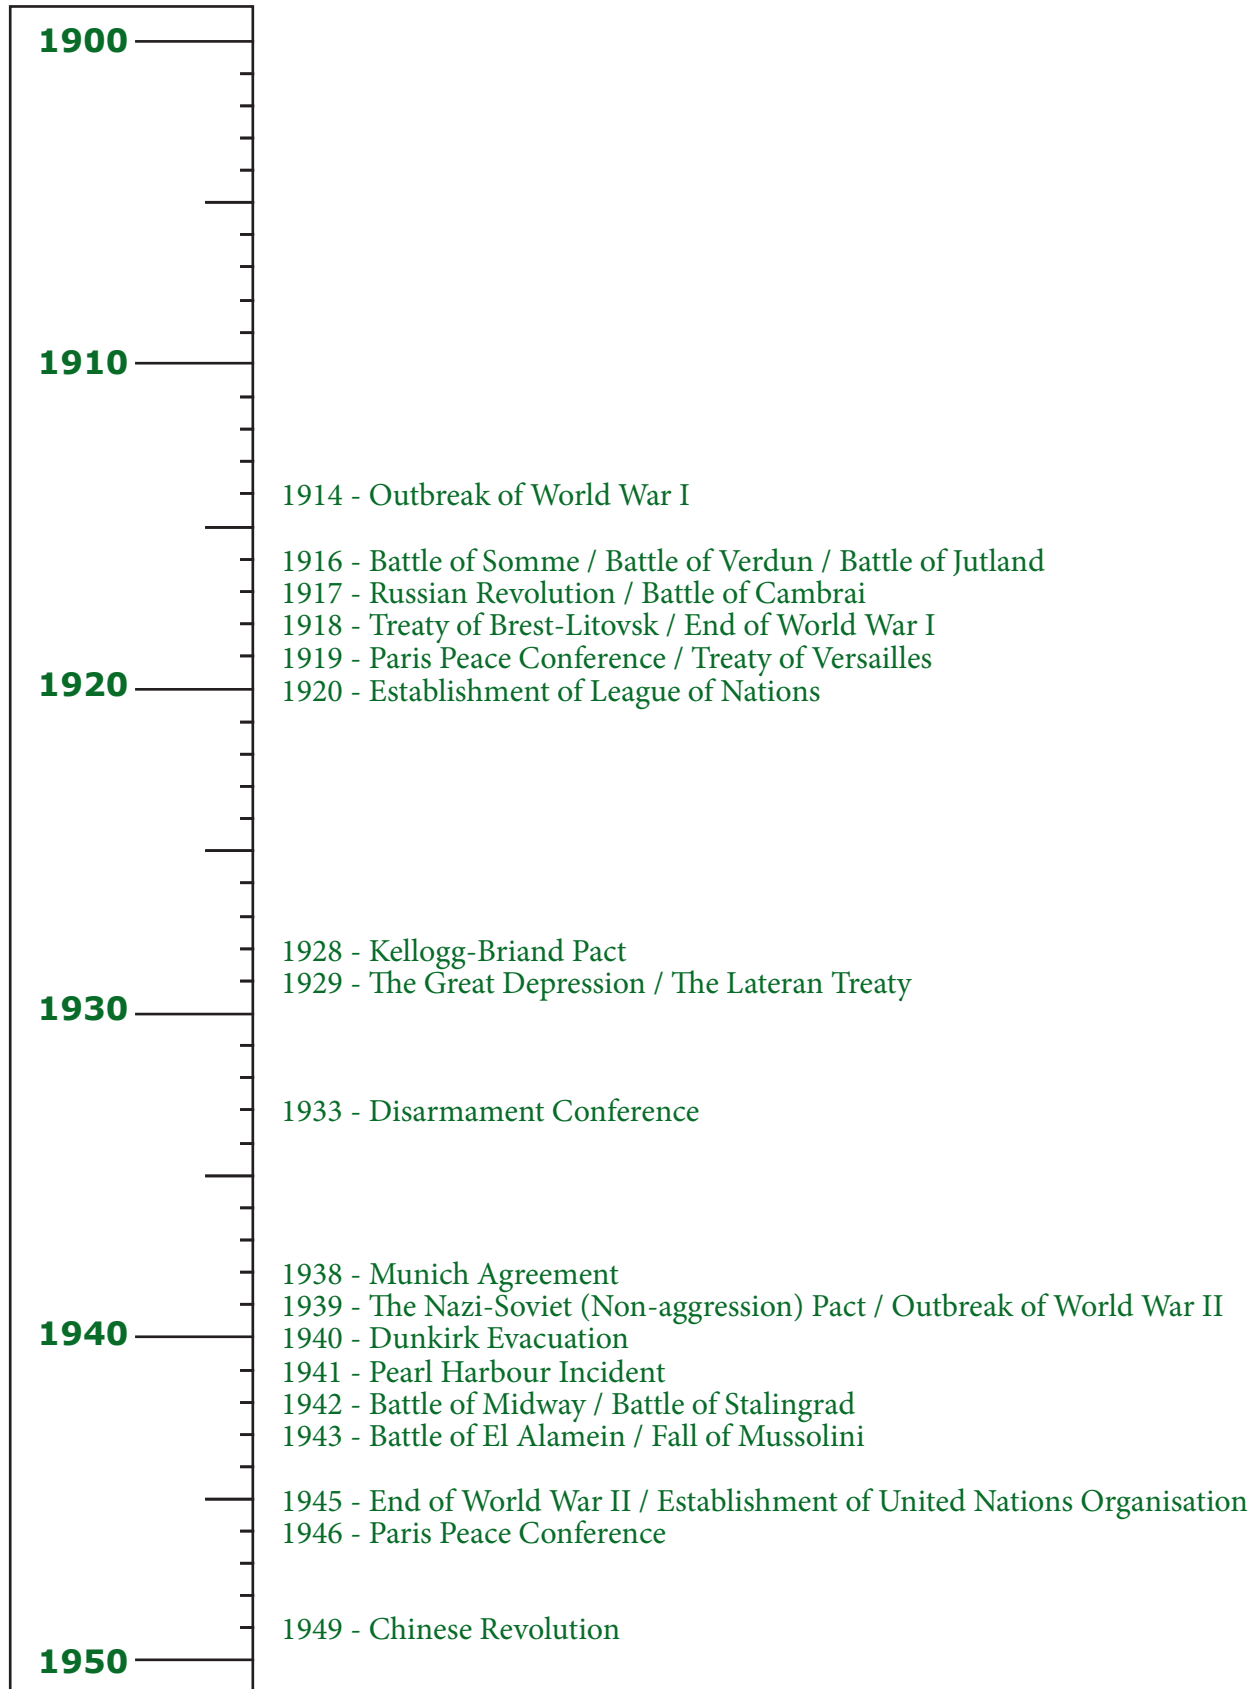 1900
1910
1914 - Outbreak of World War I
1916 - Battle of Somme / Battle of Verdun / Battle of Jutland
1917 - Russian Revolution / Battle of Cambrai
1918 - Treaty of Brest-Litovsk / End of World War I
1919 - Paris Peace Conference / Treaty of Versailles
1920
1920 - Establishment of League of Nations
1928 - Kellogg-Briand Pact
1929 - The Great Depression / The Lateran Treaty
1930
1933 - Disarmament Conference
1938 - Munich Agreement
1939 - The Nazi-Soviet (Non-aggression) Pact / Outbreak of World War II
1940
1940 - Dunkirk Evacuation
1941 - Pearl Harbour Incident
1942 - Battle of Midway / Battle of Stalingrad
1943 - Battle of El Alamein / Fall of Mussolini
1945 - End of World War II / Establishment of United Nations Organisation
1946 - Paris Peace Conference
1949 - Chinese Revolution
1950